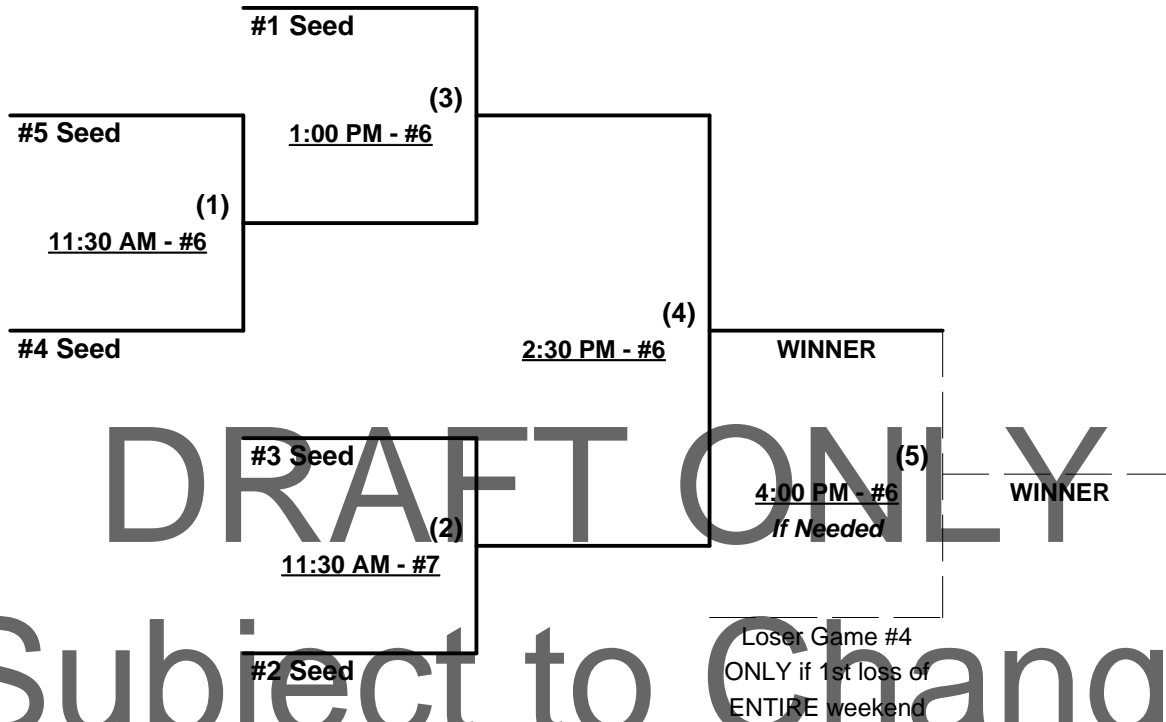 #1 Seed
(3)
#5 Seed
1:00 PM - #6
(1)
11:30 AM - #6
(4)
#4 Seed
2:30 PM - #6
WINNER
DRAFT ONLY
#3 Seed
(5)
4:00 PM - #6
WINNER
If Needed
(2)
11:30 AM - #7
Subject to Chang
Loser Game #4
#2 Seed
ONLY if 1st loss of
ENTIRE weekend